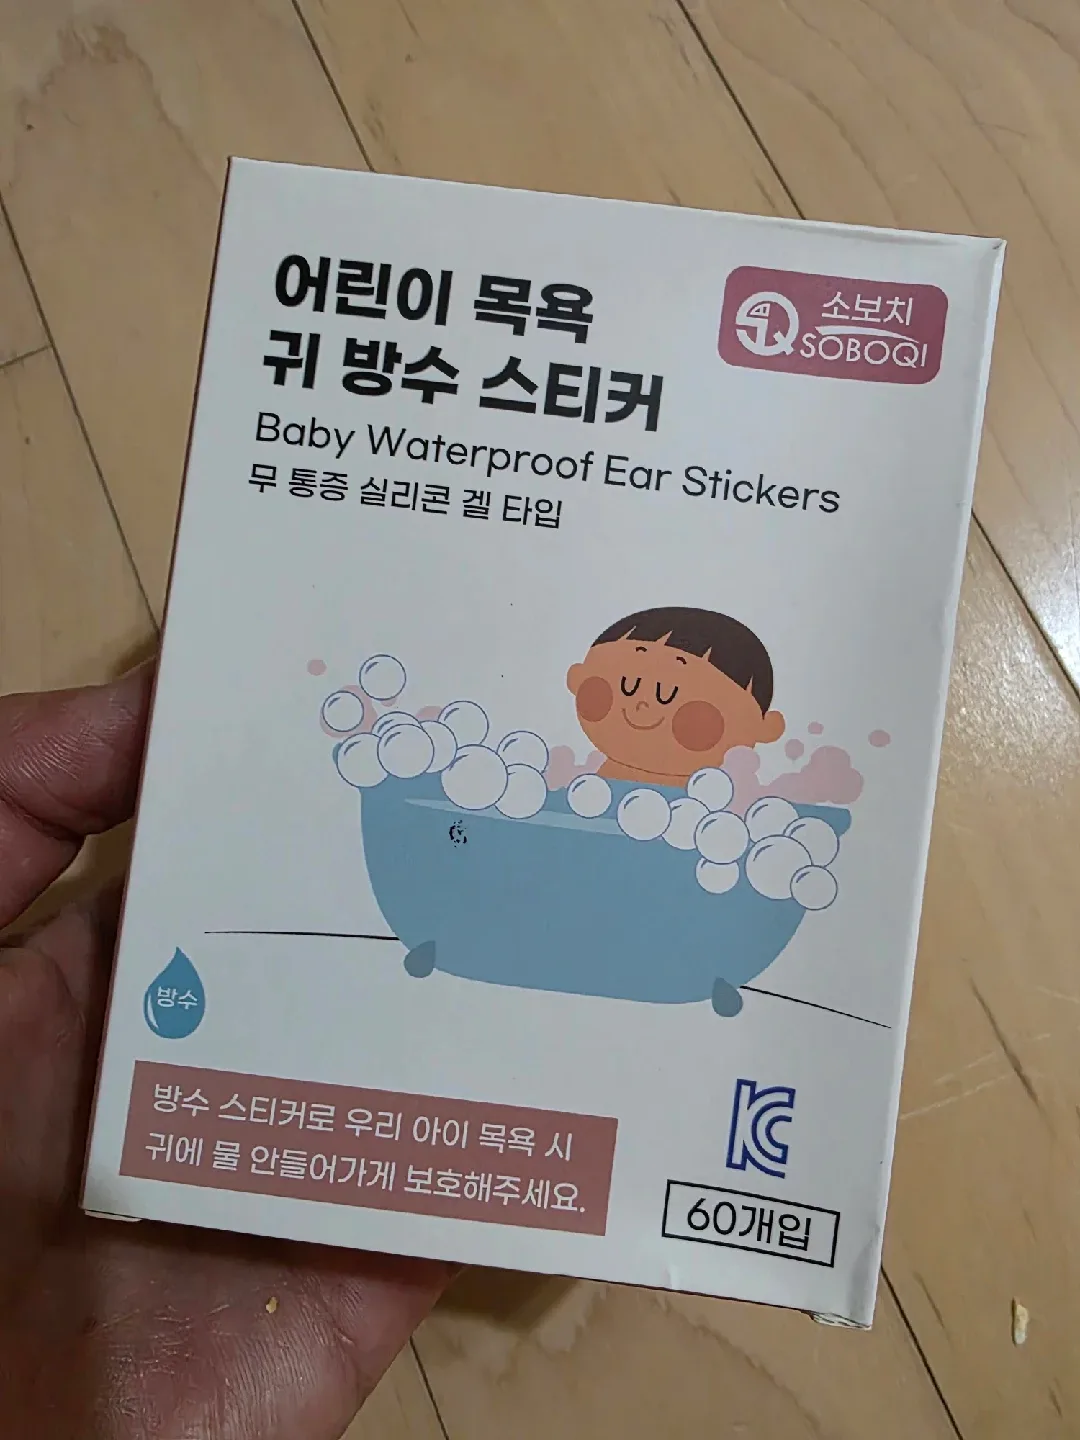 어린이 목욕
귀 방수 스티커
Baby Waterproof Ear Stickers
무 통증 실리콘 겔 타입
소보치
SOBOQI
방수
방수 스티커로 우리 아이 목욕 시
귀에 물 안들어가게 보호해주세요.
KC
60개입